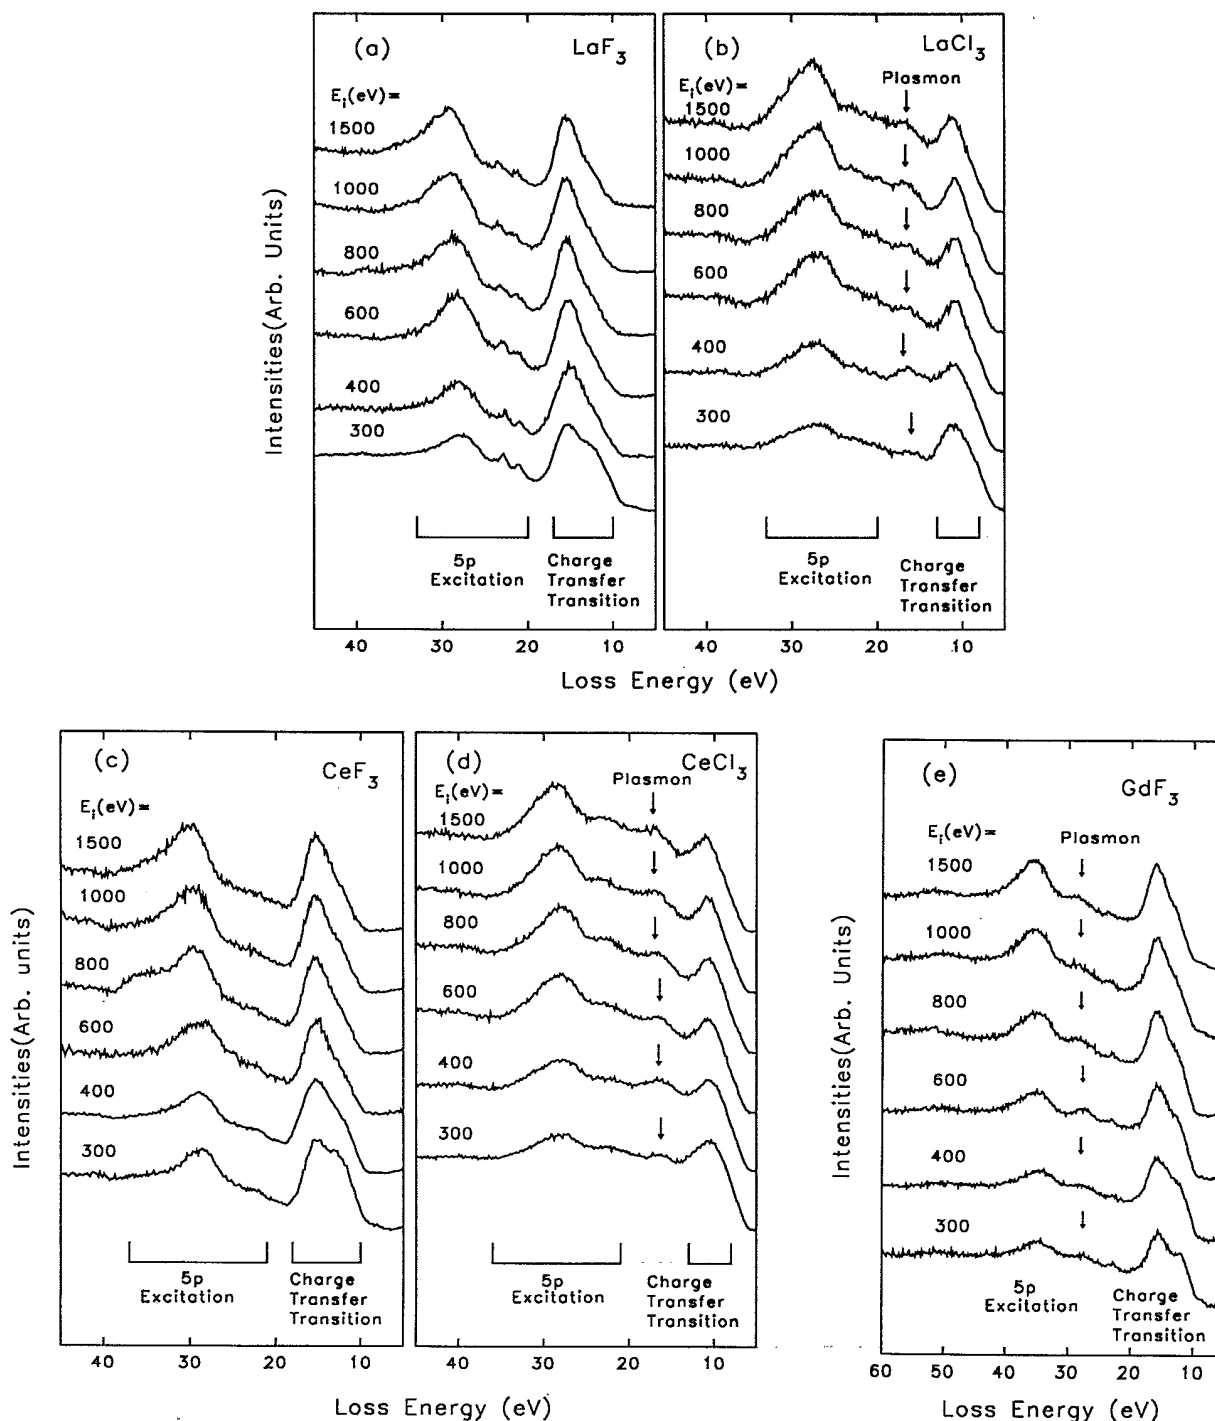 (a)
LaF3
Ei(eV)=
1500
1000
800
600
400
300
5p
Excitation
Charge
Transfer
Transition
40 30 20 10
(b)
LaCl3
Ei(eV)=
Plasmon
1500
1000
800
600
400
300
5p
Excitation
Charge
Transfer
Transition
40 30 20 10
Intensities(Arb. Units)
Loss Energy (eV)
(c)
CeF3
Ei(eV)=
1500
1000
800
600
400
300
5p
Excitation
Charge
Transfer
Transition
40 30 20 10
Intensities(Arb. units)
(d)
CeCl3
Ei(eV)=
Plasmon
1500
1000
800
600
400
300
5p
Excitation
Charge
Transfer
Transition
40 30 20 10
Loss Energy (eV)
(e)
GdF3
Ei(eV)=
Plasmon
1500
1000
800
600
400
300
5p
Excitation
Charge
Transfer
Transition
60 50 40 30 20 10
Intensities(Arb. Units)
Loss Energy (eV)